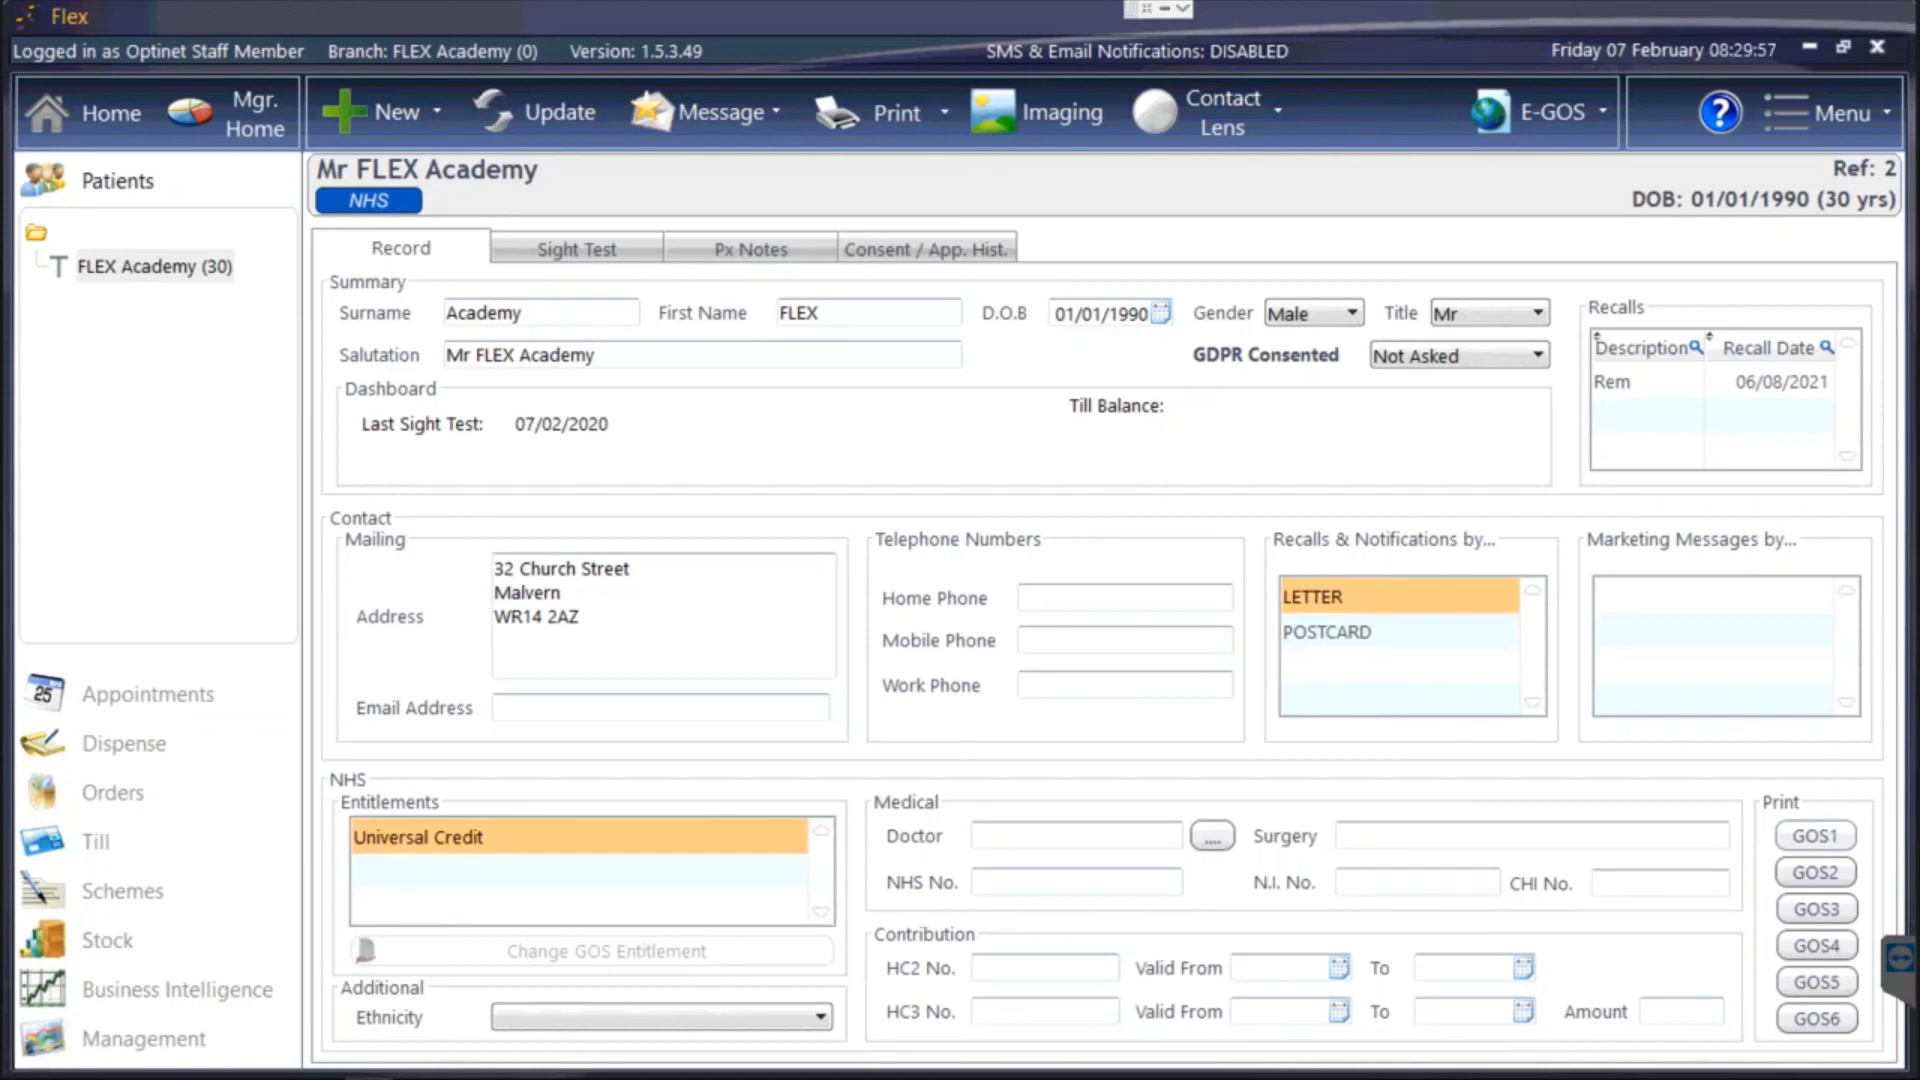 Flex
Logged in as Optinet Staff Member Branch: FLEX Academy (0) Version: 1.5.3.49 SMS & Email Notifications: DISABLED Friday 07 February 08:29:57
Home Mgr. Home New Update Message Print Imaging Contact Lens E-GOS ? Menu
Patients
FLEX Academy (30)
Mr FLEX Academy Ref: 2
NHS DOB: 01/01/1990 (30 yrs)
Record Sight Test Px Notes Consent / App. Hist.
Summary
Surname Academy First Name FLEX D.O.B 01/01/1990 Gender Male Title Mr
Salutation Mr FLEX Academy GDPR Consented Not Asked
Recalls
Description Recall Date
Rem 06/08/2021
Dashboard
Last Sight Test: 07/02/2020 Till Balance:
Contact
Mailing
Address
32 Church Street
Malvern
WR14 2AZ
Email Address
Telephone Numbers
Home Phone
Mobile Phone
Work Phone
Recalls & Notifications by...
LETTER
POSTCARD
Marketing Messages by...
25 Appointments
Dispense
Orders
Till
Schemes
Stock
Business Intelligence
Management
NHS
Entitlements
Universal Credit
Change GOS Entitlement
Additional
Ethnicity
Medical
Doctor .... Surgery
NHS No. N.I. No. CHI No.
Contribution
HC2 No. Valid From To
HC3 No. Valid From To Amount
Print
GOS1
GOS2
GOS3
GOS4
GOS5
GOS6